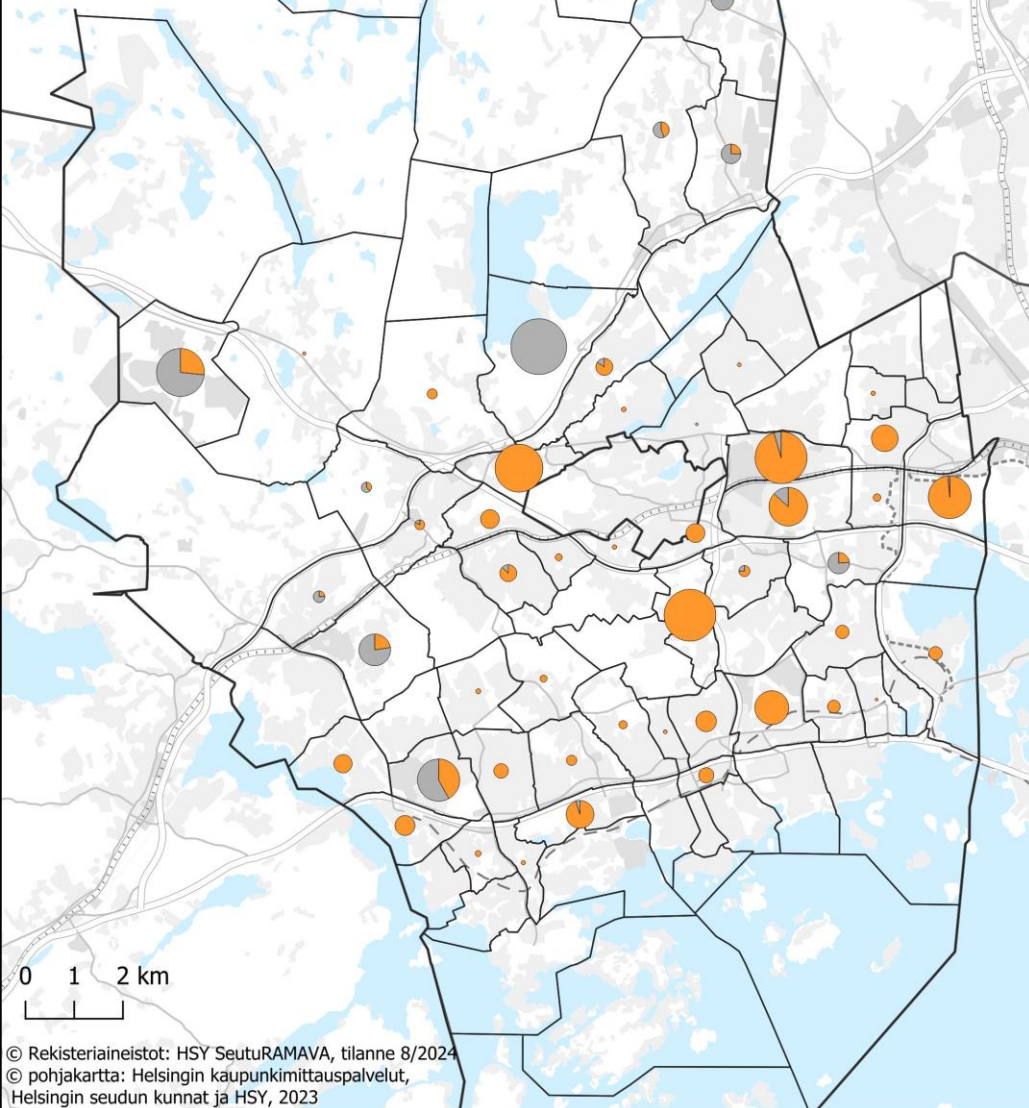 0 1 2 km
© Rekisteriaineistot: HSY SeutuRAMAVA, tilanne 8/2024
© pohjakartta: Helsingin kaupunkimittauspalvelut,
Helsingin seudun kunnat ja HSY, 2023